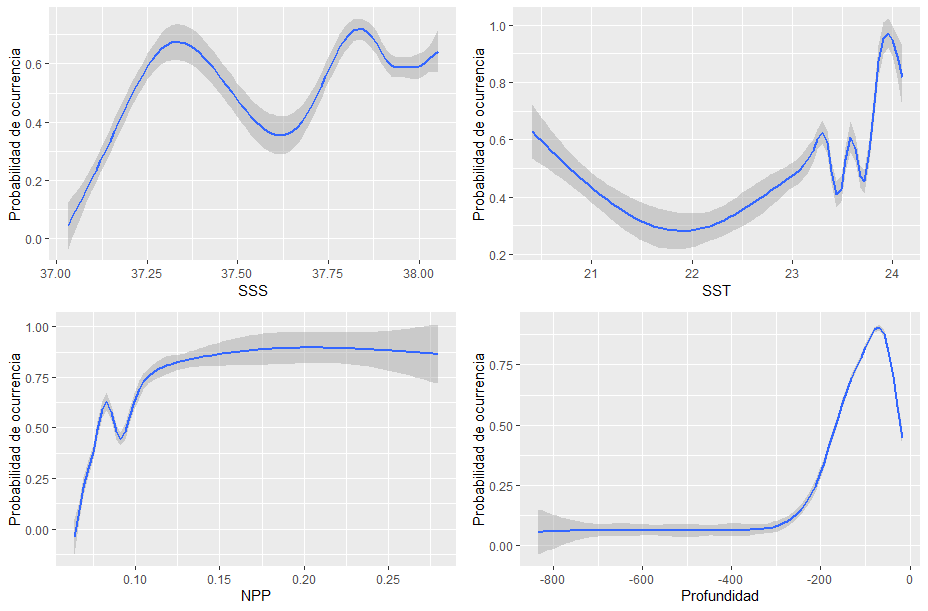 Probabilidad de ocurrencia
0.6
0.4
0.2
0.0
37.00 37.25 37.50 37.75 38.00
SSS
Probabilidad de ocurrencia
1.0
0.8
0.6
0.4
0.2
21 22 23 24
SST
Probabilidad de ocurrencia
1.00
0.75
0.50
0.25
0.00
0.10 0.15 0.20 0.25
NPP
Probabilidad de ocurrencia
0.75
0.50
0.25
0.00
-800 -600 -400 -200 0
Profundidad